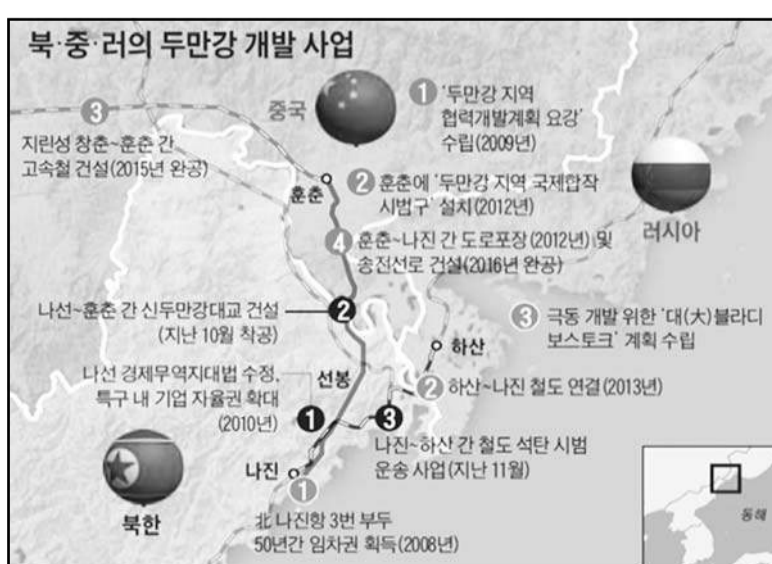 북·중·러의 두만강 개발 사업
3
지린성 창춘~훈춘 간
고속철 건설(2015년 완공)
중국
1 '두만강 지역
협력개발계획 요강'
수립(2009년)
훈춘
2 훈춘에 '두만강 지역 국제합작
시범구' 설치(2012년)
러시아
4 훈춘~나진 간 도로포장(2012년) 및
송전선로 건설(2016년 완공)
나선~훈춘 간 신두만강대교 건설
(지난 10월 착공)
2
3 극동 개발 위한 '대(大)블라디
보스토크' 계획 수립
하산
나선 경제무역지대법 수정,
특구 내 기업 자율권 확대
(2010년)
선봉
1
2 하산~나진 철도 연결(2013년)
3
나진~하산 간 철도 석탄 시범
운송 사업(지난 11월)
나진
1
북한
北 나진항 3번 부두
50년간 임차권 획득(2008년)
동해